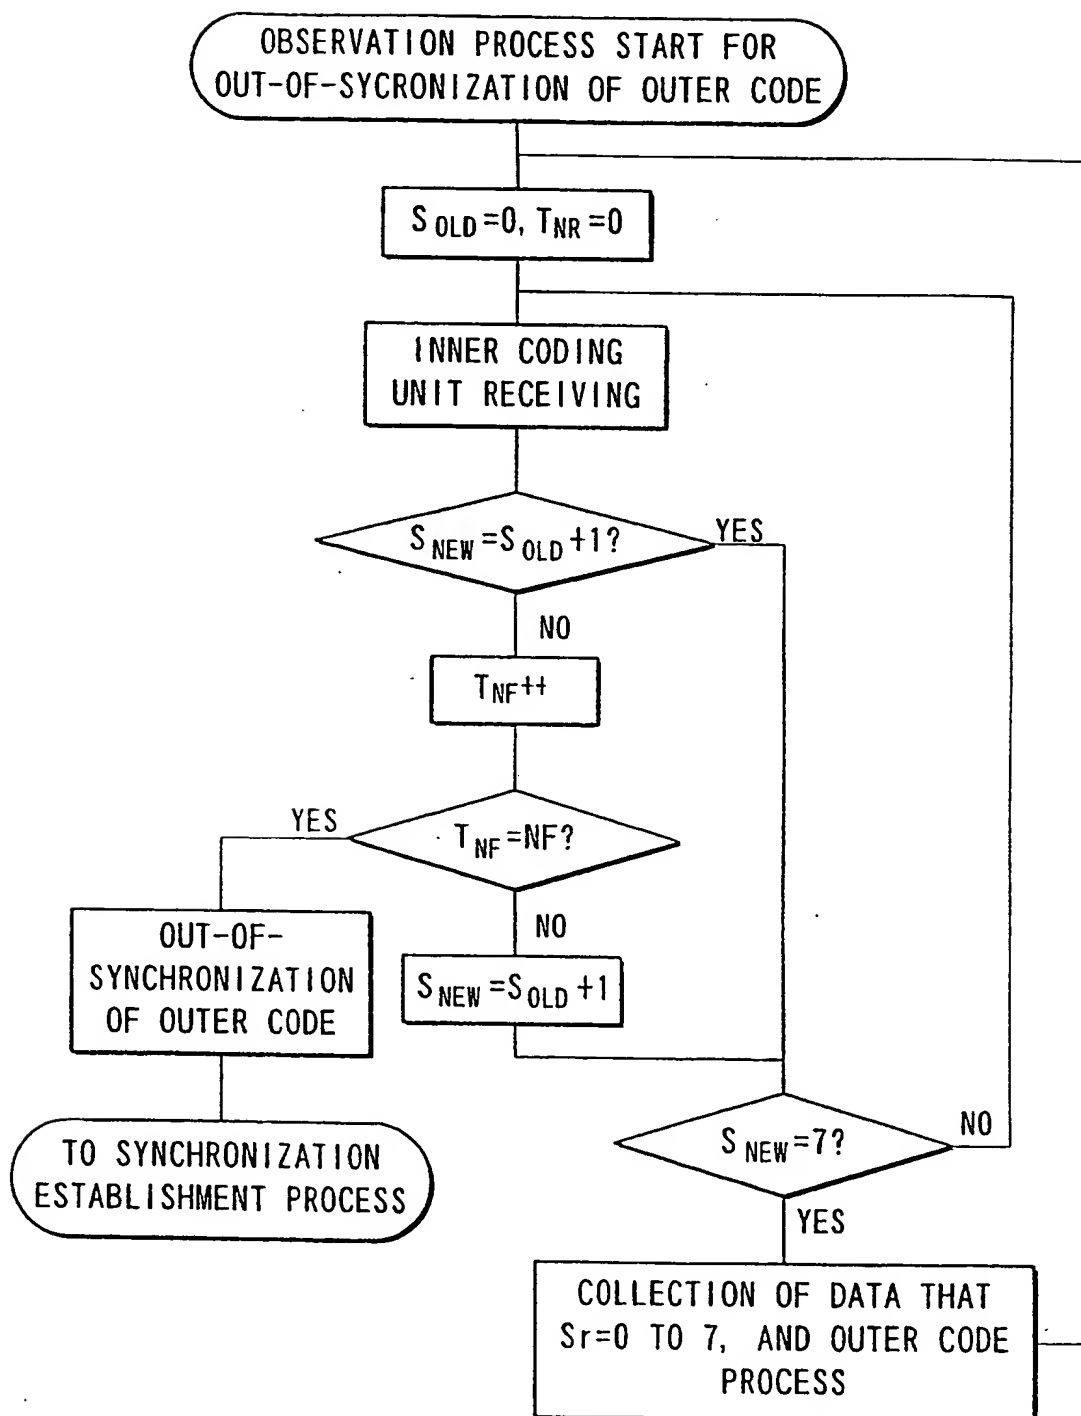 OBSERVATION PROCESS START FOR
OUT-OF-SYCRONIZATION OF OUTER CODE
S OLD =0, T NR =0
INNER CODING
UNIT RECEIVING
S NEW =S OLD +1?
YES
NO
T NF ++
T NF =NF?
YES
NO
OUT-OF-
SYNCHRONIZATION
OF OUTER CODE
S NEW =S OLD +1
TO SYNCHRONIZATION
ESTABLISHMENT PROCESS
S NEW =7?
NO
YES
COLLECTION OF DATA THAT
Sr=0 TO 7, AND OUTER CODE
PROCESS